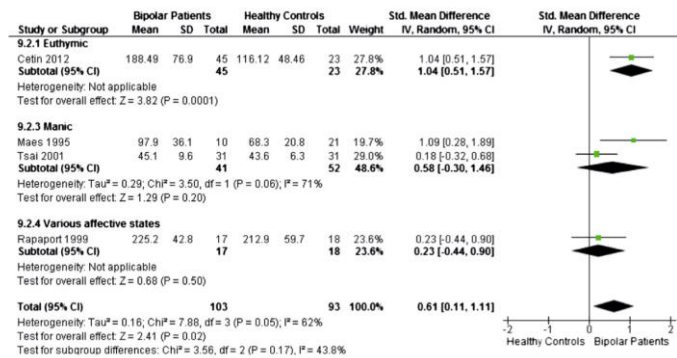 Bipolar Patients Healthy Controls Std. Mean Difference Std. Mean Difference
Study or Subgroup Mean SD Total Mean SD Total Weight IV, Random, 95% CI IV, Random, 95% CI
9.2.1 Euthymic
Cetin 2012 188.49 76.9 45 116.12 48.46 23 27.8% 1.04 [0.51, 1.57]
Subtotal (95% CI) 45 23 27.8% 1.04 [0.51, 1.57]
Heterogeneity: Not applicable
Test for overall effect: Z = 3.82 (P = 0.0001)
9.2.3 Manic
Maes 1995 97.9 36.1 10 68.3 20.8 21 19.7% 1.09 [0.28, 1.89]
Tsai 2001 45.1 9.6 31 43.6 6.3 31 29.0% 0.18 [-0.32, 0.68]
Subtotal (95% CI) 41 52 48.6% 0.58 [-0.30, 1.46]
Heterogeneity: Tau² = 0.29; Chi² = 3.50, df = 1 (P = 0.06); I² = 71%
Test for overall effect: Z = 1.29 (P = 0.20)
9.2.4 Various affective states
Rapaport 1999 225.2 42.8 17 212.9 59.7 18 23.6% 0.23 [-0.44, 0.90]
Subtotal (95% CI) 17 18 23.6% 0.23 [-0.44, 0.90]
Heterogeneity: Not applicable
Test for overall effect: Z = 0.68 (P = 0.50)
Total (95% CI) 103 93 100.0% 0.61 [0.11, 1.11]
Heterogeneity: Tau² = 0.16; Chi² = 7.88, df = 3 (P = 0.05); I² = 62%
Test for overall effect: Z = 2.41 (P = 0.02)
Test for subgroup differences: Chi² = 3.56, df = 2 (P = 0.17), I² = 43.8%
-2 -1 0 1 2
Healthy Controls Bipolar Patients